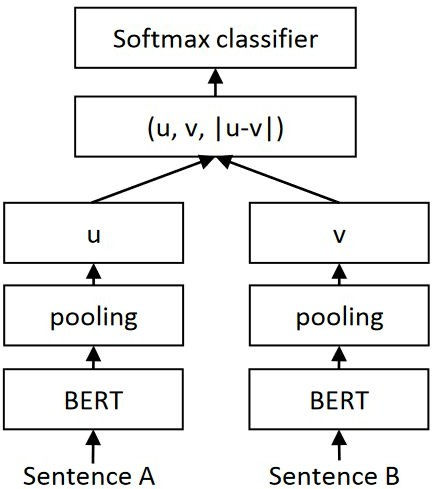 Softmax classifier
(u, v, |u-v|)
u
v
pooling
pooling
BERT
BERT
Sentence A
Sentence B